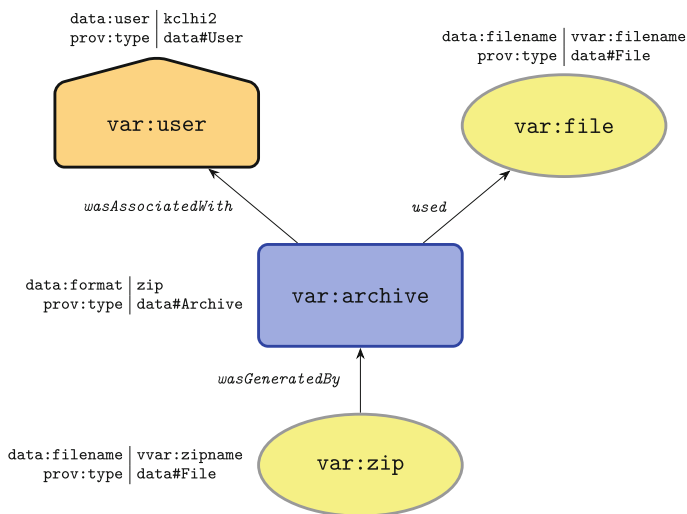 data:user kclhi2
prov:type data#User
data:filename vvar:filename
prov:type data#File
var:user
var:file
wasAssociatedWith
used
data:format zip
prov:type data#Archive
var:archive
wasGeneratedBy
data:filename vvar:zipname
prov:type data#File
var:zip